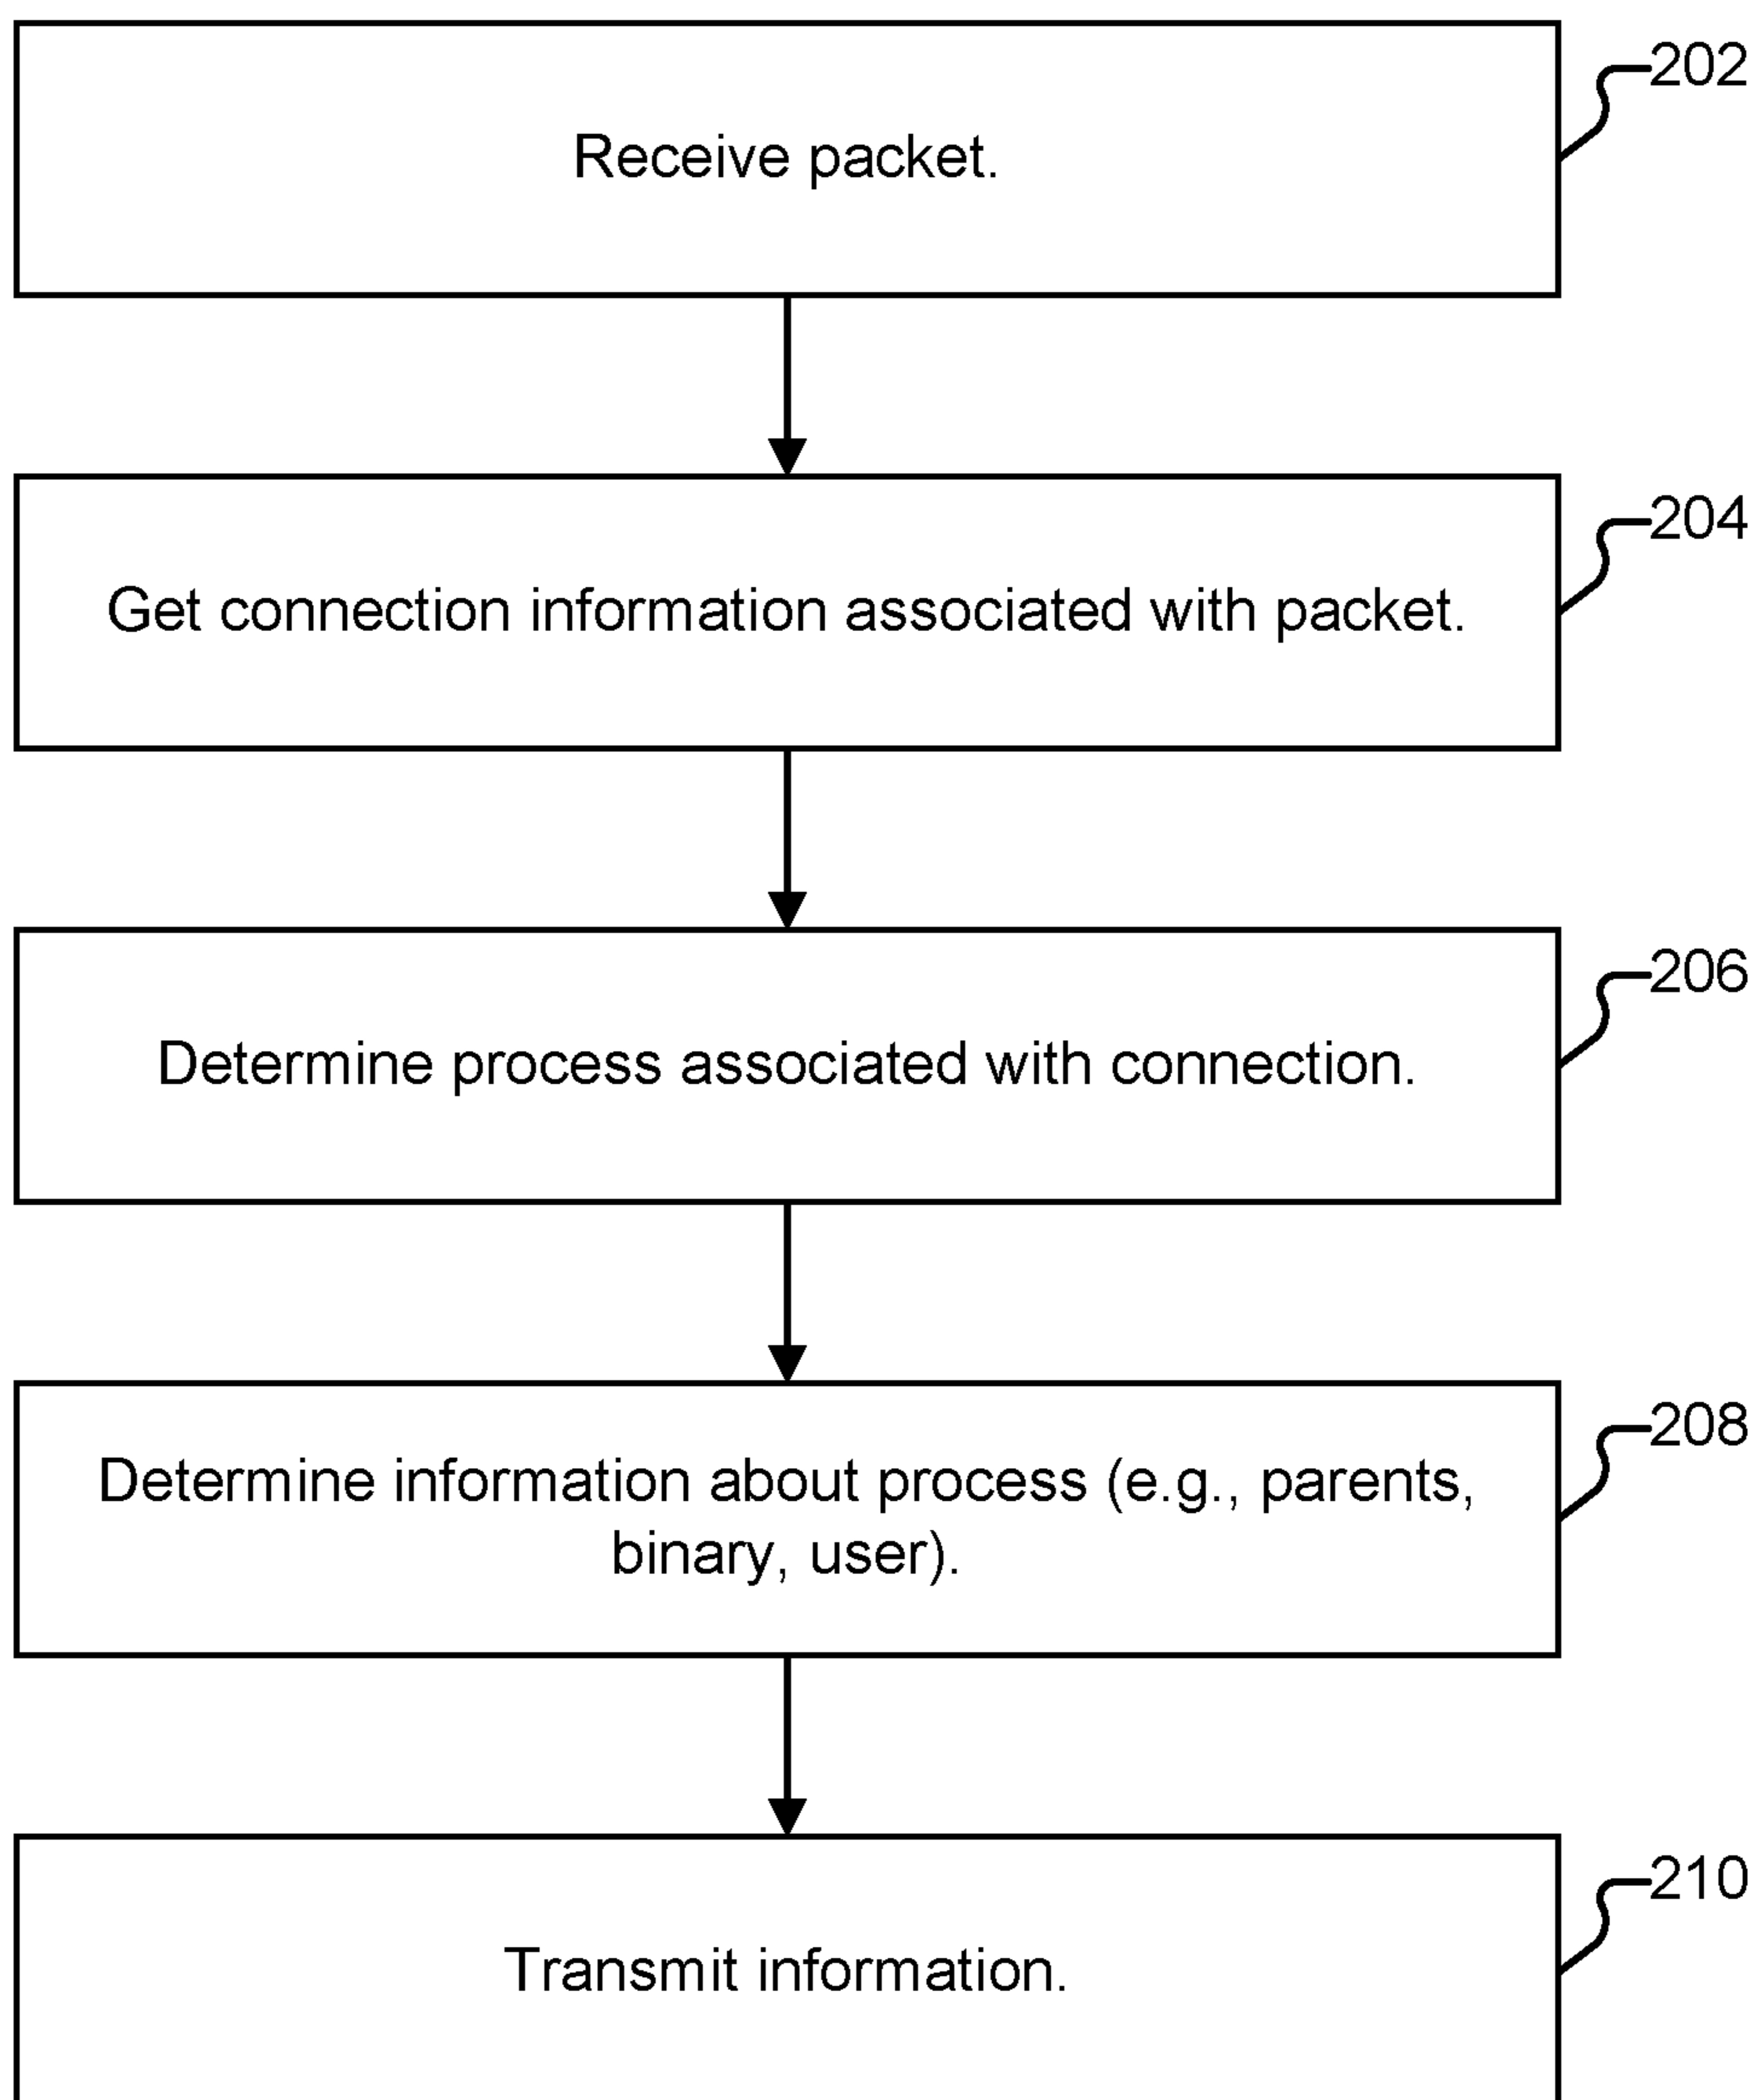 202
Receive packet.
204
Get connection information associated with packet.
206
Determine process associated with connection.
208
Determine information about process (e.g., parents,
binary, user).
210
Transmit information.